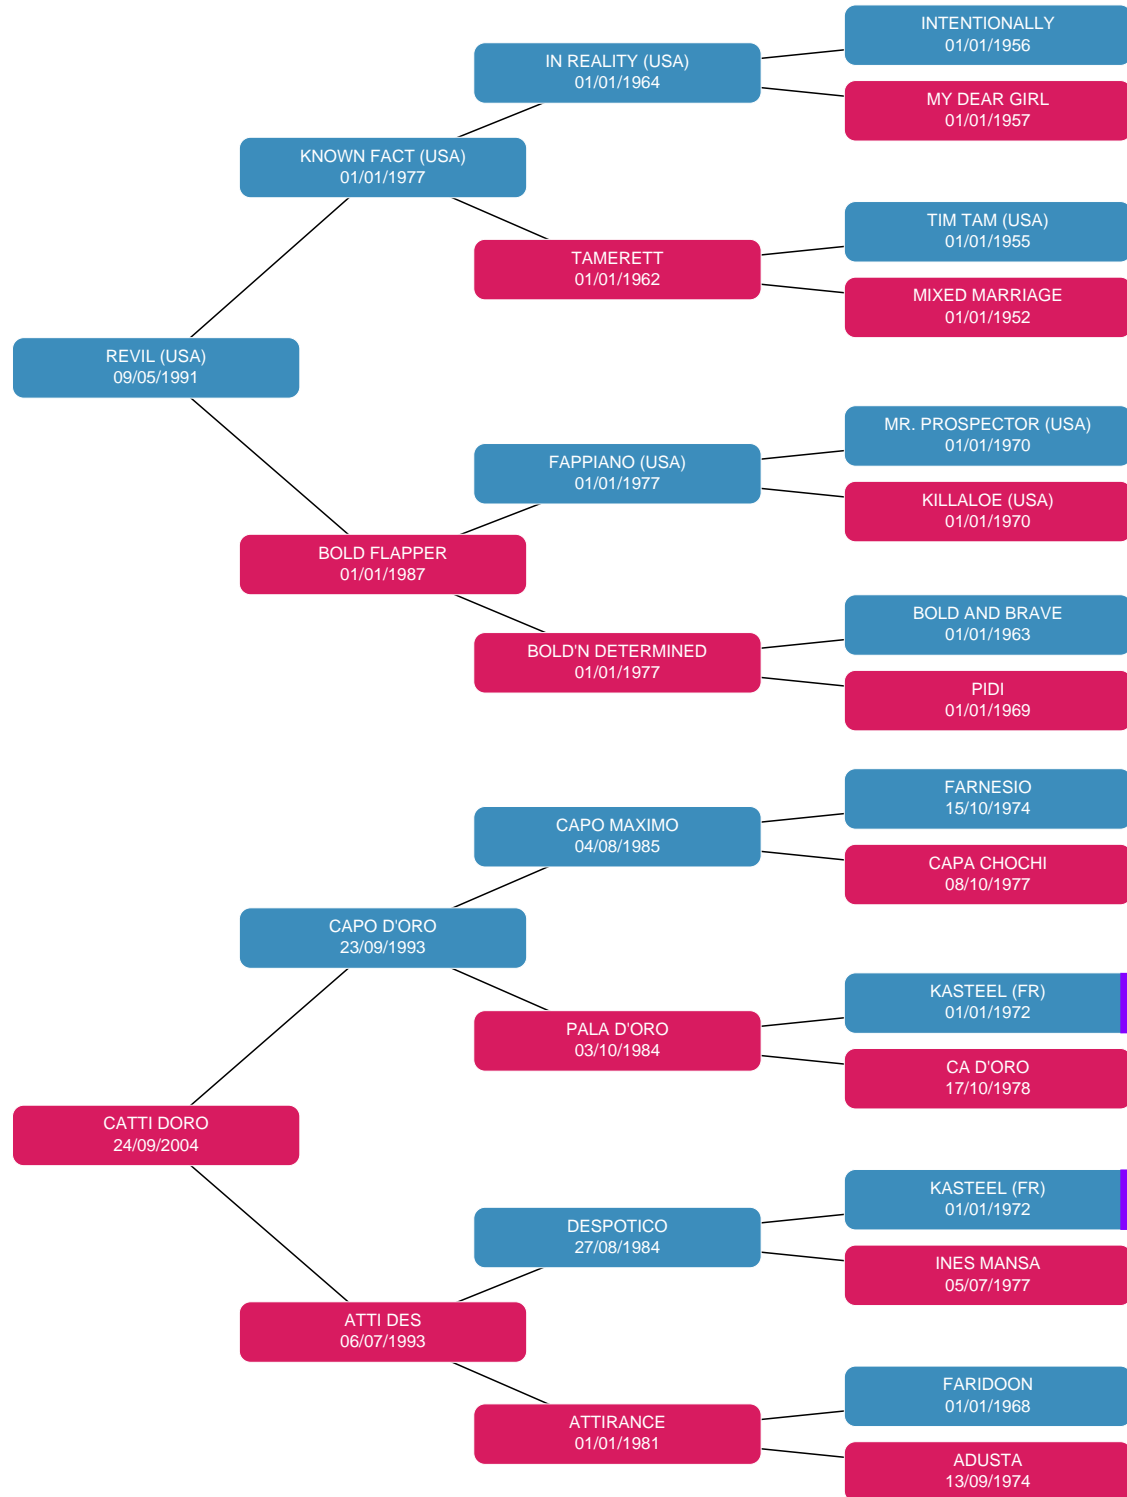 INTENTIONALLY
01/01/1956
IN REALITY (USA)
01/01/1964
MY DEAR GIRL
01/01/1957
KNOWN FACT (USA)
01/01/1977
TIM TAM (USA)
01/01/1955
TAMERETT
01/01/1962
MIXED MARRIAGE
01/01/1952
REVIL (USA)
09/05/1991
MR. PROSPECTOR (USA)
01/01/1970
FAPPIANO (USA)
01/01/1977
KILLALOE (USA)
01/01/1970
BOLD FLAPPER
01/01/1987
BOLD AND BRAVE
01/01/1963
BOLD'N DETERMINED
01/01/1977
PIDI
01/01/1969
FARNESIO
15/10/1974
CAPO MAXIMO
04/08/1985
CAPA CHOCHI
08/10/1977
CAPO D'ORO
23/09/1993
KASTEEL (FR)
01/01/1972
PALA D'ORO
03/10/1984
CA D'ORO
17/10/1978
CATTI DORO
24/09/2004
KASTEEL (FR)
01/01/1972
DESPOTICO
27/08/1984
INES MANSA
05/07/1977
ATTI DES
06/07/1993
FARIDOON
01/01/1968
ATTIRANCE
01/01/1981
ADUSTA
13/09/1974